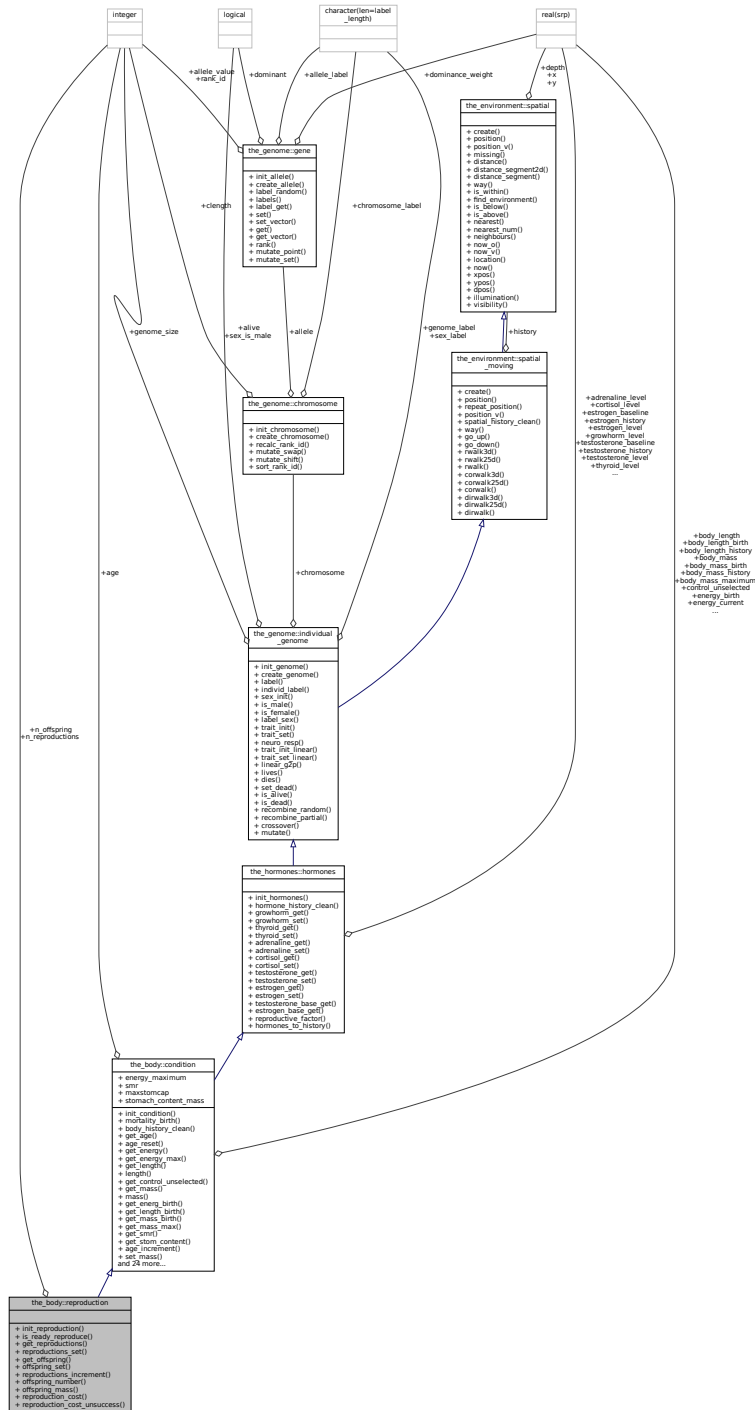 integer
logical
character(len=label
_length)
real(srp)
+allele_value
+rank_id
+dominant
+allele_label
+dominance_weight
+depth
+x
+y
the_genome::gene
+ init_allele()
+ create_allele()
+ label_random()
+ labels()
+ label_get()
+ set()
+ set_vector()
+ get()
+ get_vector()
+ rank()
+ mutate_point()
+ mutate_set()
the_environment::spatial
+ create()
+ position()
+ position_v()
+ missing()
+ distance()
+ distance_segment2d()
+ distance_segment()
+ way()
+ is_within()
+ find_environment()
+ is_below()
+ is_above()
+ nearest()
+ nearest_num()
+ neighbours()
+ now_o()
+ now_v()
+ location()
+ now()
+ xpos()
+ ypos()
+ dpos()
+ illumination()
+ visibility()
+clength
+chromosome_label
+genome_size
+alive
+sex_is_male
+allele
+genome_label
+sex_label
+history
the_environment::spatial
_moving
+ create()
+ position()
+ repeat_position()
+ position_v()
+ spatial_history_clean()
+ way()
+ go_up()
+ go_down()
+ rwalk3d()
+ rwalk25d()
+ rwalk()
+ corwalk3d()
+ corwalk25d()
+ corwalk()
+ dirwalk3d()
+ dirwalk25d()
+ dirwalk()
the_genome::chromosome
+ init_chromosome()
+ create_chromosome()
+ recalc_rank_id()
+ mutate_swap()
+ mutate_shift()
+ sort_rank_id()
+adrenaline_level
+cortisol_level
+estrogen_baseline
+estrogen_history
+estrogen_level
+growhorm_level
+testosterone_baseline
+testosterone_history
+testosterone_level
+thyroid_level
...
+age
+chromosome
+body_length
+body_length_birth
+body_length_history
+body_mass
+body_mass_birth
+body_mass_history
+body_mass_maximum
+control_unselected
+energy_birth
+energy_current
...
the_genome::individual
_genome
+ init_genome()
+ create_genome()
+ label()
+ individ_label()
+ sex_init()
+ is_male()
+ is_female()
+ label_sex()
+ trait_init()
+ trait_set()
+ neuro_resp()
+ trait_init_linear()
+ trait_set_linear()
+ linear_g2p()
+ lives()
+ dies()
+ set_dead()
+ is_alive()
+ is_dead()
+ recombine_random()
+ recombine_partial()
+ crossover()
+ mutate()
+n_offspring
+n_reproductions
the_hormones::hormones
+ init_hormones()
+ hormone_history_clean()
+ growhorm_get()
+ growhorm_set()
+ thyroid_get()
+ thyroid_set()
+ adrenaline_get()
+ adrenaline_set()
+ cortisol_get()
+ cortisol_set()
+ testosterone_get()
+ testosterone_set()
+ estrogen_get()
+ estrogen_set()
+ testosterone_base_get()
+ estrogen_base_get()
+ reproductive_factor()
+ hormones_to_history()
the_body::condition
+ energy_maximum
+ smr
+ maxstomcap
+ stomach_content_mass
+ init_condition()
+ mortality_birth()
+ body_history_clean()
+ get_age()
+ age_reset()
+ get_energy()
+ get_energy_max()
+ get_length()
+ length()
+ get_control_unselected()
+ get_mass()
+ mass()
+ get_energ_birth()
+ get_length_birth()
+ get_mass_birth()
+ get_mass_max()
+ get_smr()
+ get_stom_content()
+ age_increment()
+ set_mass()
and 24 more...
the_body::reproduction
+ init_reproduction()
+ is_ready_reproduce()
+ get_reproductions()
+ reproductions_set()
+ get_offspring()
+ offspring_set()
+ reproductions_increment()
+ offspring_number()
+ offspring_mass()
+ reproduction_cost()
+ reproduction_cost_unsuccess()